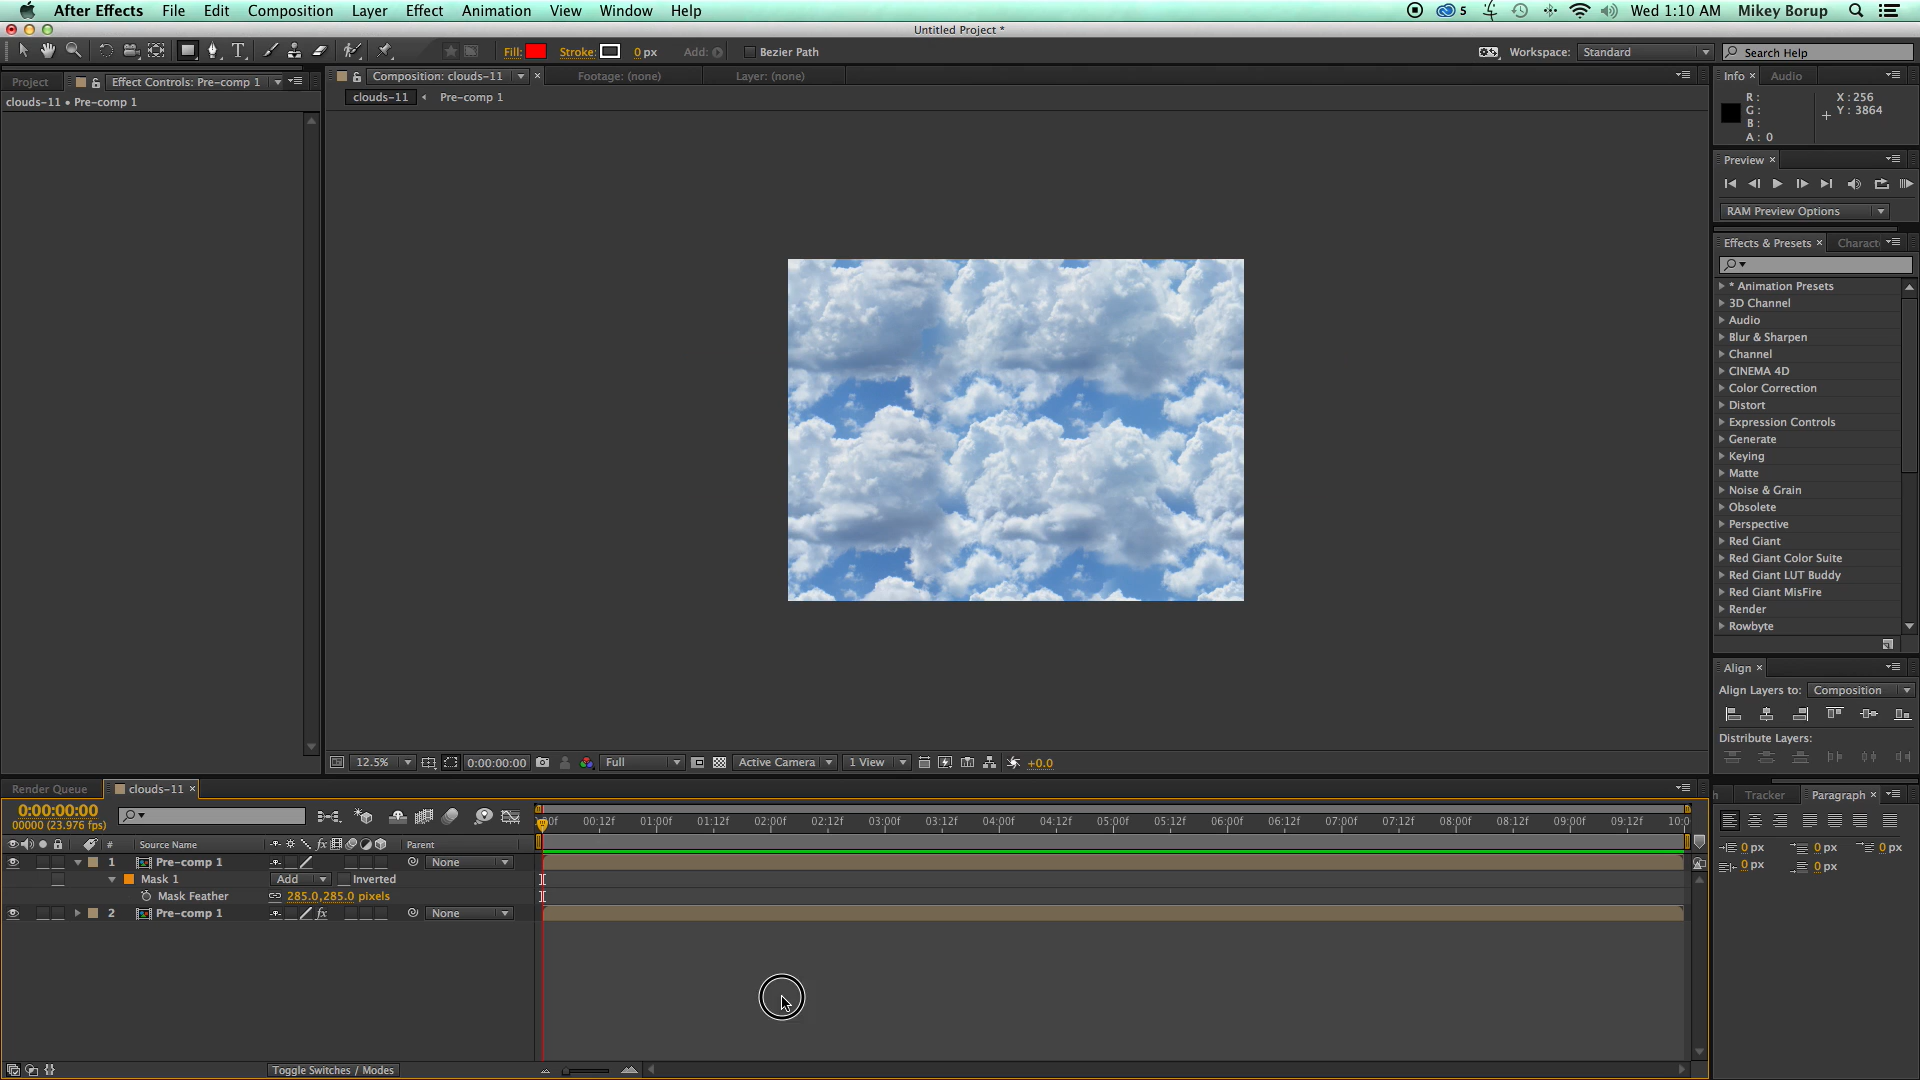 After Effects File Edit Composition Layer Effect Animation View Window Help 5 Wed 1:10 AM Mikey Borup
Untitled Project *
T Fill: Stroke: 0 px Add: Bezier Path Workspace: Standard Search Help
Project Effect Controls: Pre-comp 1 Composition: clouds-11 × Footage: (none) Layer: (none) Info × Audio
clouds-11 • Pre-comp 1
clouds-11 Pre-comp 1
R :
G :
B :
A : 0
X : 256
Y : 3864
Preview ×
RAM Preview Options
Effects & Presets × Charact
* Animation Presets
3D Channel
Audio
Blur & Sharpen
Channel
CINEMA 4D
Color Correction
Distort
Expression Controls
Generate
Keying
Matte
Noise & Grain
Obsolete
Perspective
Red Giant
Red Giant Color Suite
Red Giant LUT Buddy
Red Giant MisFire
Render
Rowbyte
Align ×
Align Layers to: Composition
Distribute Layers:
12.5% 0:00:00:00 Full Active Camera 1 View +0.0
Render Queue clouds-11 ×
Tracker Paragraph ×
0:00:00:00
00000 (23.976 fps)
:00f 00:12f 01:00f 01:12f 02:00f 02:12f 03:00f 03:12f 04:00f 04:12f 05:00f 05:12f 06:00f 06:12f 07:00f 07:12f 08:00f 08:12f 09:00f 09:12f 10:0
# Source Name fx Parent
1 Pre-comp 1 None
Mask 1 Add Inverted
Mask Feather 285.0,285.0 pixels
2 Pre-comp 1 fx None
0 px 0 px 0 px
0 px 0 px
Toggle Switches / Modes